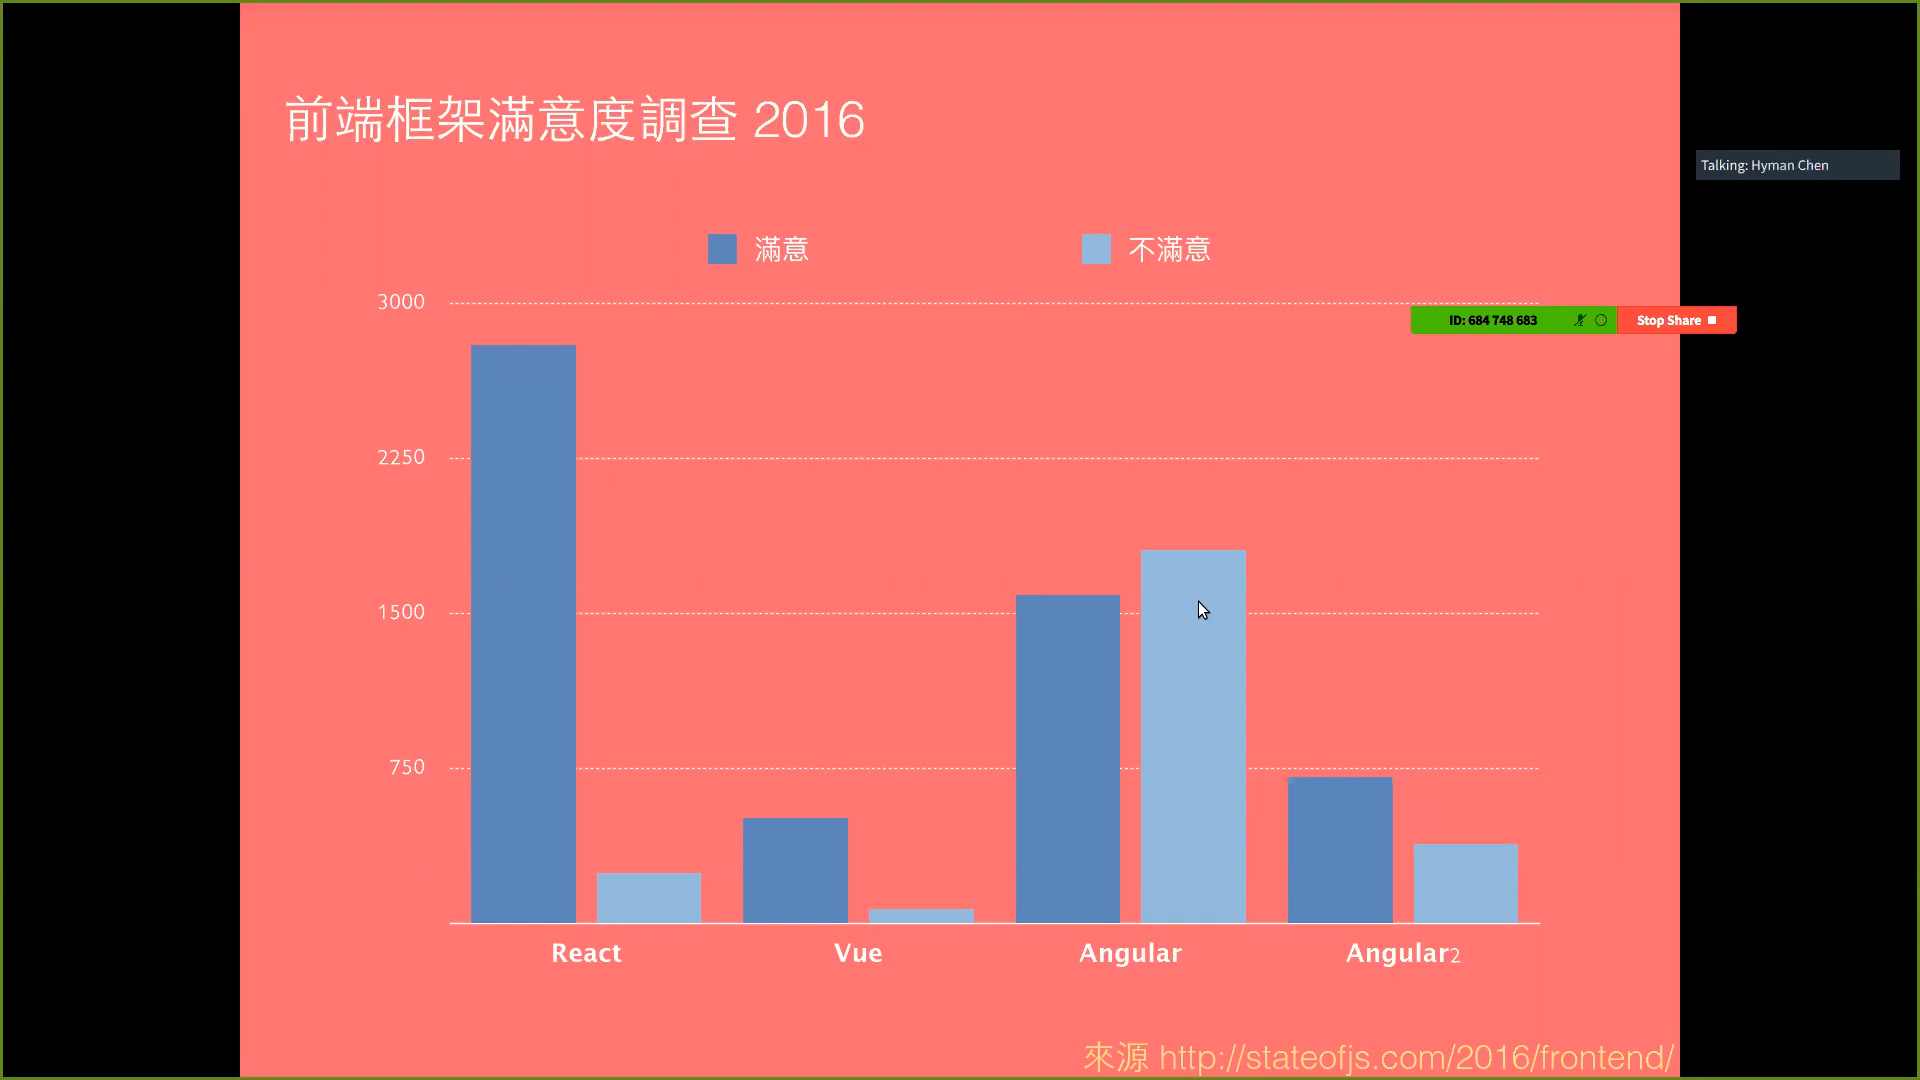 前端框架滿意度調查 2016
Talking: Hyman Chen
滿意
不滿意
3000
ID: 684 748 683
Stop Share
2250
1500
750
React
Vue
Angular
Angular2
來源 http://stateofjs.com/2016/frontend/